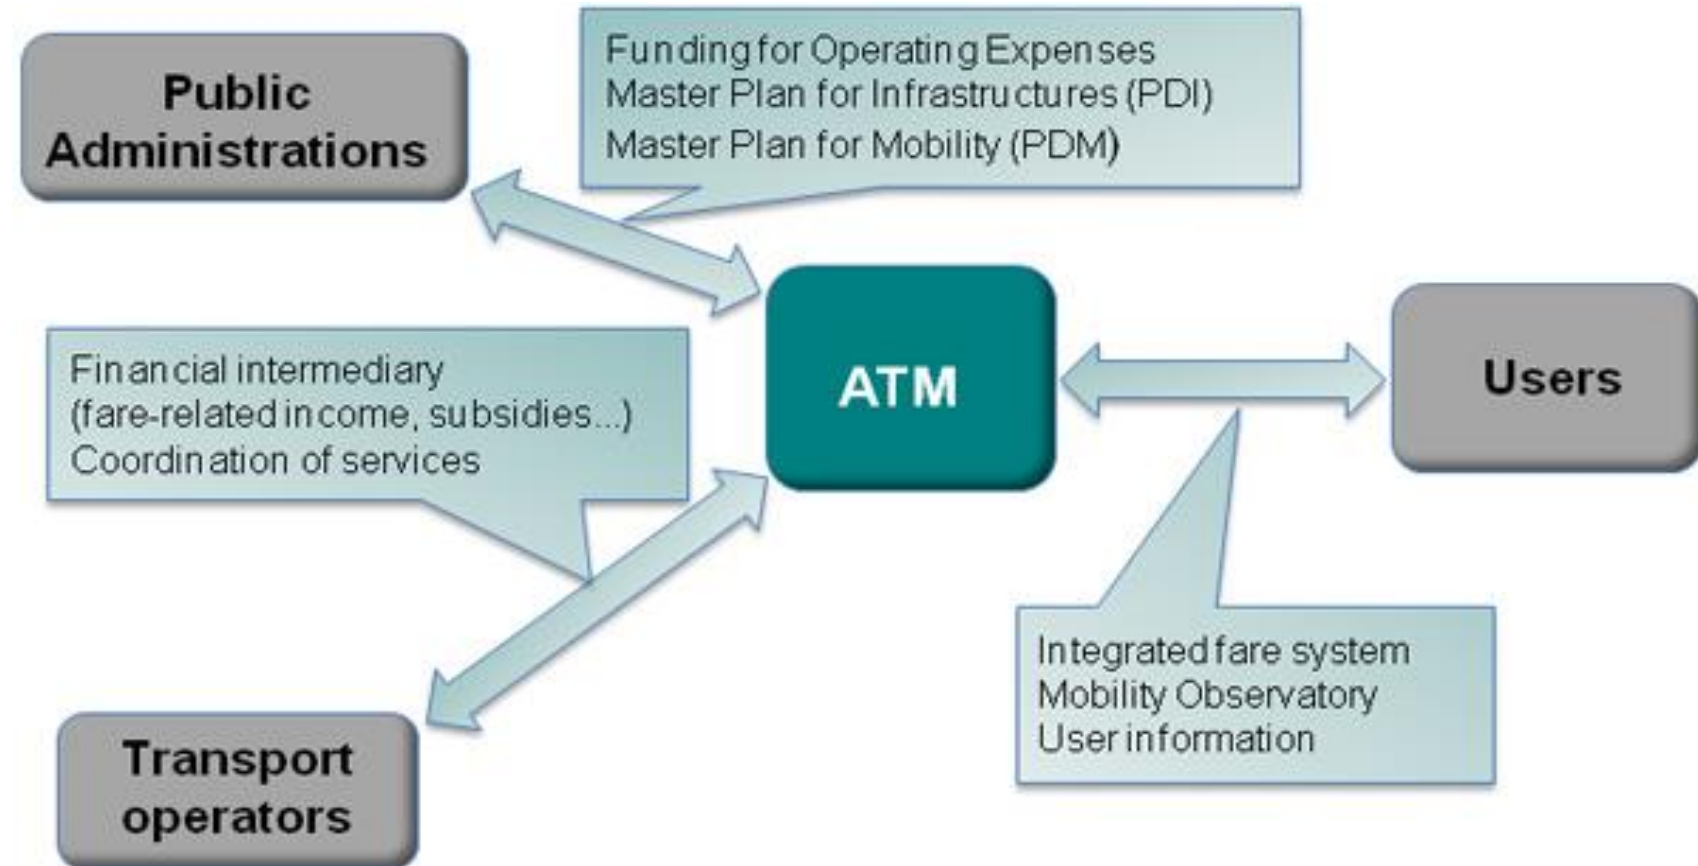 Public
Administrations
Funding for Operating Expenses
Master Plan for Infrastructures (PDI)
Master Plan for Mobility (PDM)
Financial intermediary
(fare-related income, subsidies...)
Coordination of services
ATM
Users
Integrated fare system
Mobility Observatory
User information
Transport
operators